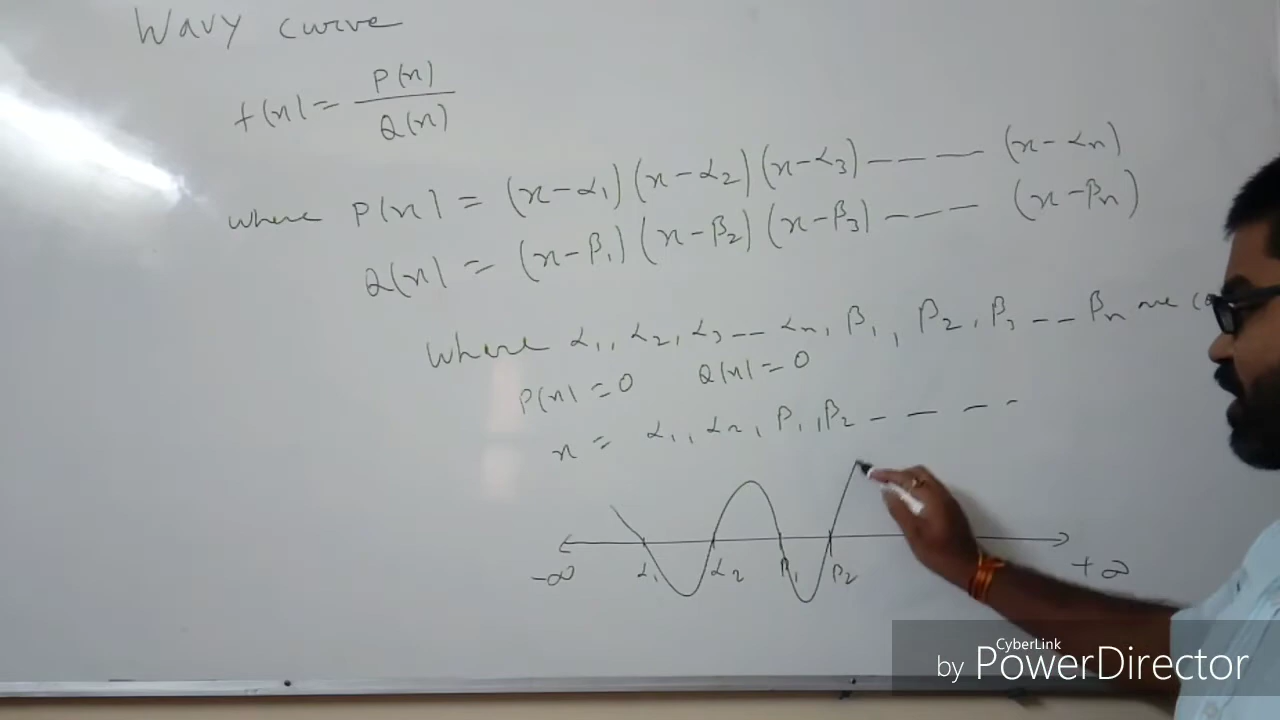 Wavy curve
f(x) = P(x)
Q(x)
where P(x) = (x-α1)(x-α2)(x-α3) ---- (x-αn)
Q(x) = (x-β1)(x-β2)(x-β3) ---- (x-βn)
Where α1, α2, α3 --- αn, β1, β2, β3 --- βn are
P(x) = 0 Q(x) = 0
x = α1, α2, β1, β2 ----
-∞ α1 α2 β1 β2 +∞
CyberLink
by PowerDirector